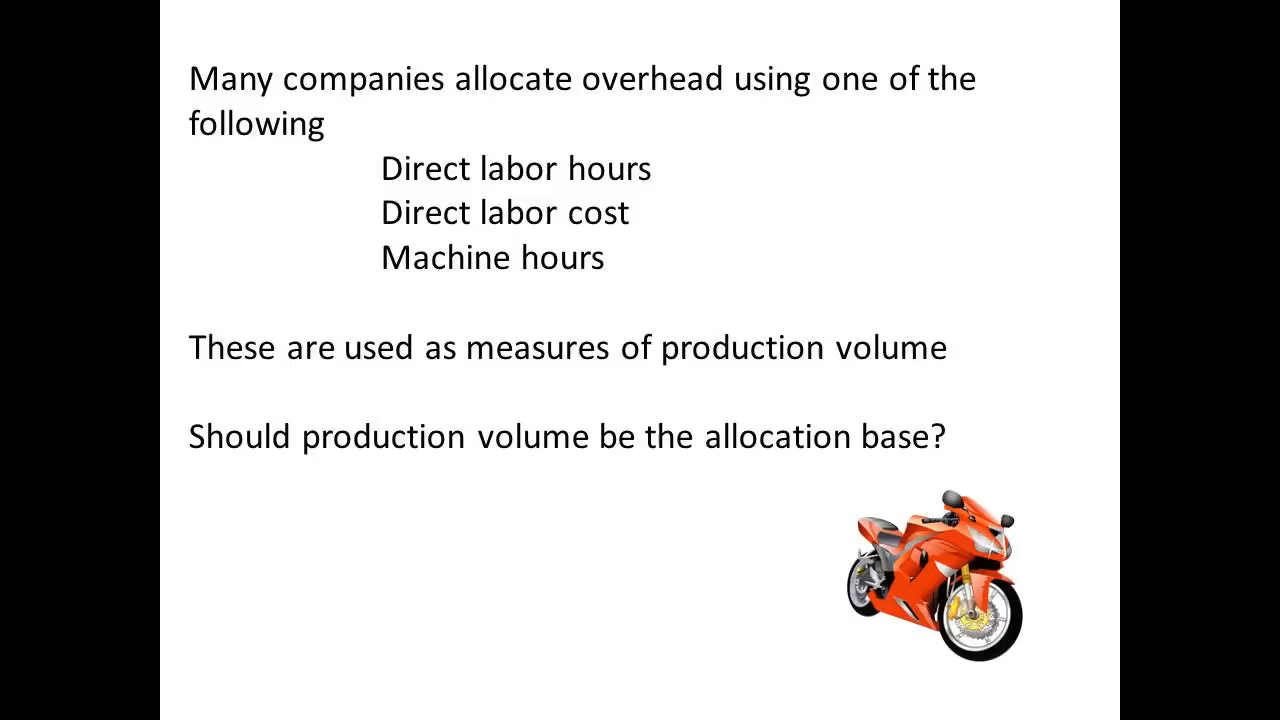 Many companies allocate overhead using one of the
following
Direct labor hours
Direct labor cost
Machine hours
These are used as measures of production volume
Should production volume be the allocation base?